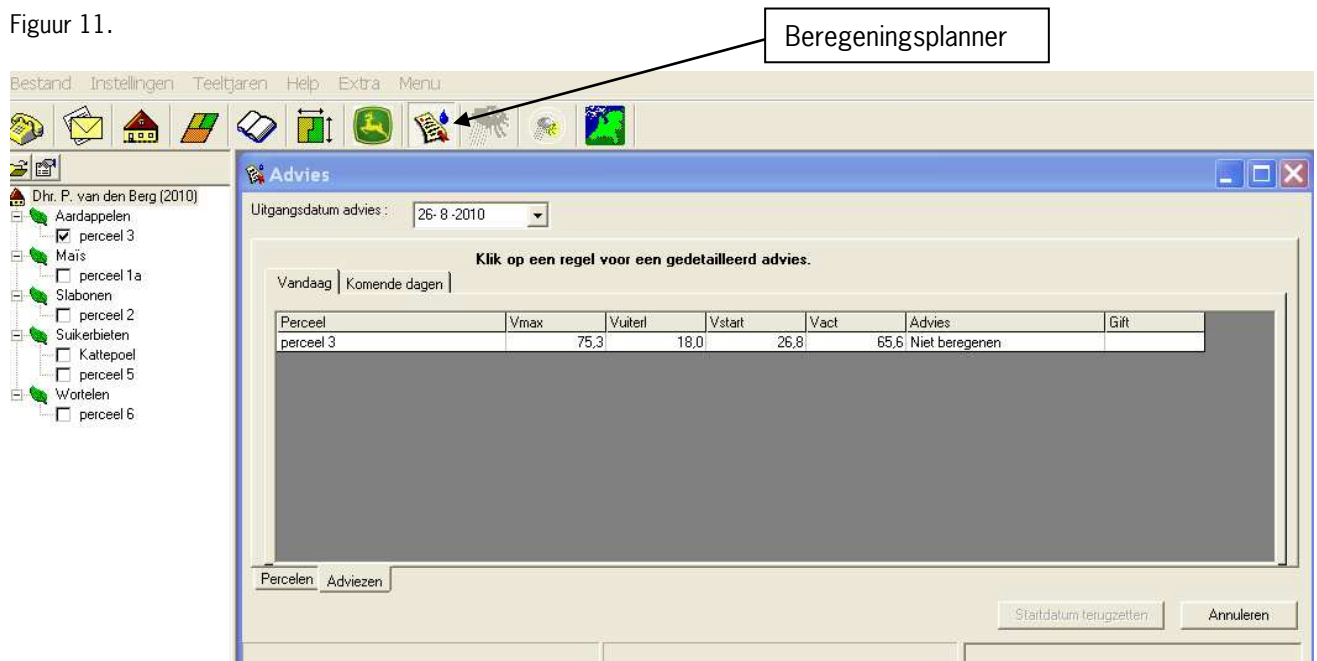 Figuur 11.
Beregeningsplanner
Bestand Instellingen Teeltjaren Help Extra Menu
Advies
Dhr. P. van den Berg (2010)
Aardappelen
perceel 3
Maïs
perceel 1a
Slabonen
perceel 2
Suikerbieten
Kattepoel
perceel 5
Wortelen
perceel 6
Uitgangsdatum advies : 26- 8 -2010
Klik op een regel voor een gedetailleerd advies.
Vandaag Komende dagen
Perceel Vmax Vuiterl Vstart Vact Advies Gift
perceel 3 75,3 18,0 26,8 65,6 Niet beregenen
Percelen Adviezen
Startdatum terugzetten Annuleren